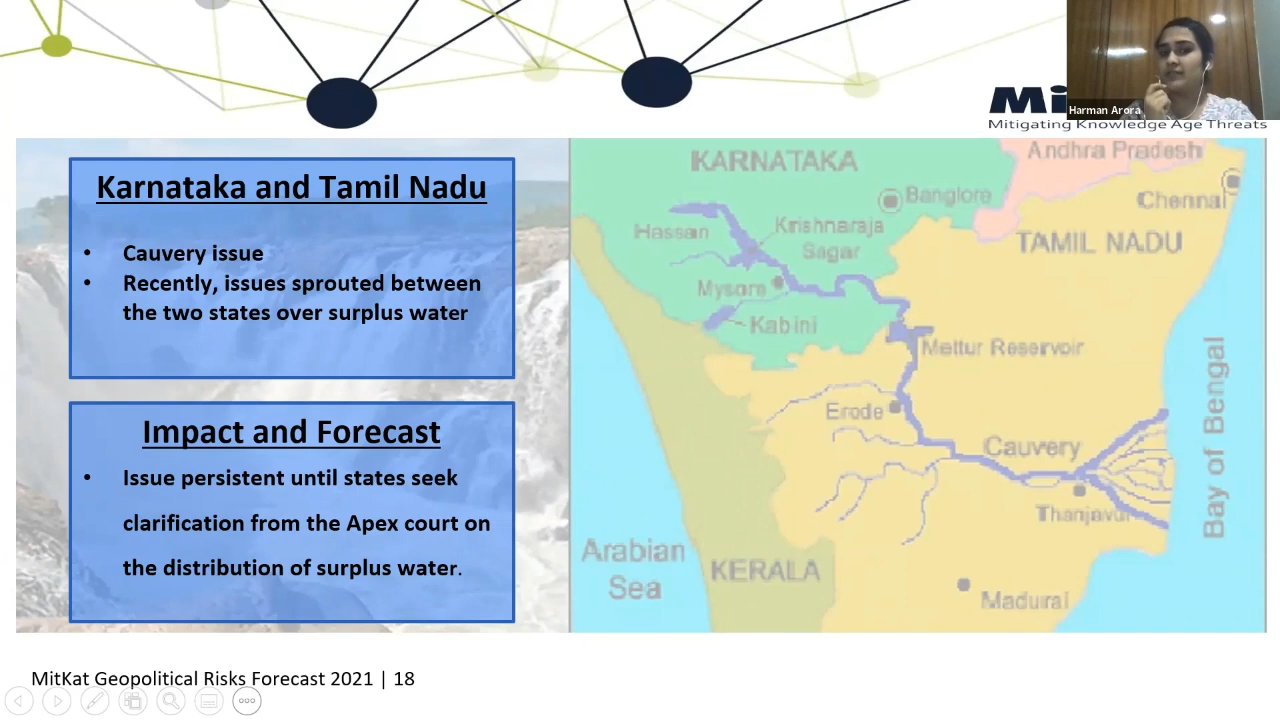 Mi
Harman Arora
Mitigating Knowledge Age Threats
Karnataka and Tamil Nadu
• Cauvery issue
• Recently, issues sprouted between
the two states over surplus water
Impact and Forecast
• Issue persistent until states seek
clarification from the Apex court on
the distribution of surplus water.
KARNATAKA
Andhra Pradesh
Banglore
Chennai
Hassan
Krishnaraja
Sagar
TAMIL NADU
Mysore
Kabini
Mettur Reservoir
Erode
Cauvery
Bay of Bengal
Thanjavur
Arabian
Sea
KERALA
Madurai
MitKat Geopolitical Risks Forecast 2021 | 18